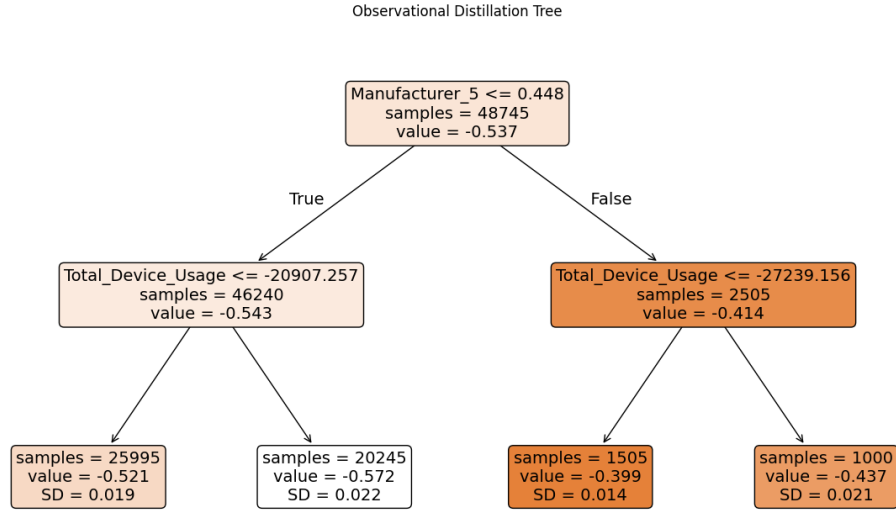 Observational Distillation Tree
Manufacturer_5 <= 0.448
samples = 48745
value = -0.537
True
False
Total_Device_Usage <= -20907.257
samples = 46240
value = -0.543
Total_Device_Usage <= -27239.156
samples = 2505
value = -0.414
samples = 25995
value = -0.521
SD = 0.019
samples = 20245
value = -0.572
SD = 0.022
samples = 1505
value = -0.399
SD = 0.014
samples = 1000
value = -0.437
SD = 0.021